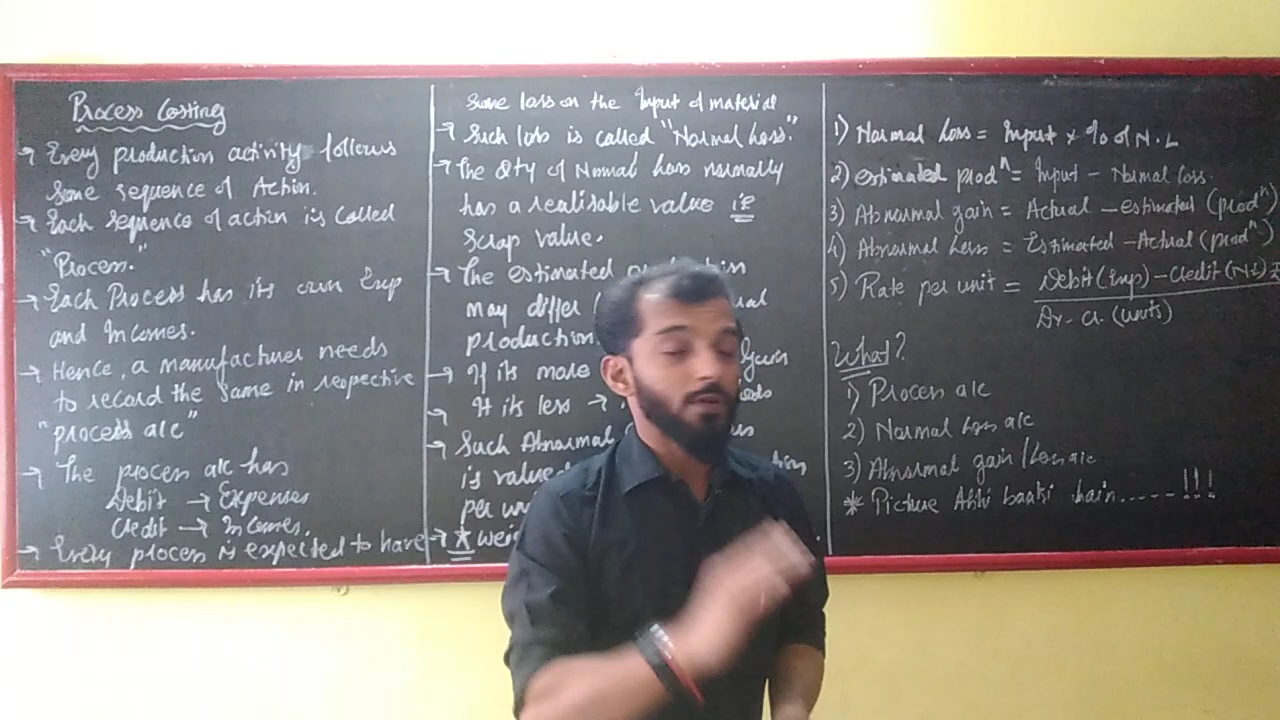 Process Costing
→ Every production activity follows
some sequence of Action.
→ Each sequence of action is called
"Process."
→ Each Process has its own Exp
and Incomes.
→ Hence, a manufacturer needs
to record the same in respective
"process a/c"
→ The process a/c has
Debit → Expenses
Credit → Incomes.
→ Every process is expected to have
some loss on the Input of material
→ Such loss is called "Normal Loss."
→ The Qty of Normal loss normally
has a realisable value ie
Scrap value.
→ The estimated
may differ
production
→ If its more
→ If its less →
→ Such Abnormal
is value
per
→ *
1) Normal Loss = Input x % of N.L
2) estimated prodⁿ = Input - Normal loss.
3) Abnormal gain = Actual - estimated (prodⁿ)
4) Abnormal Loss = Estimated - Actual (prodⁿ)
5) Rate per unit = Debit (Exp) - Credit (NL)
Dr - Cr. (units)
What?
1) Process a/c
2) Normal Loss a/c
3) Abnormal gain / Loss a/c
* Picture Abhi baaki hain.....!!!